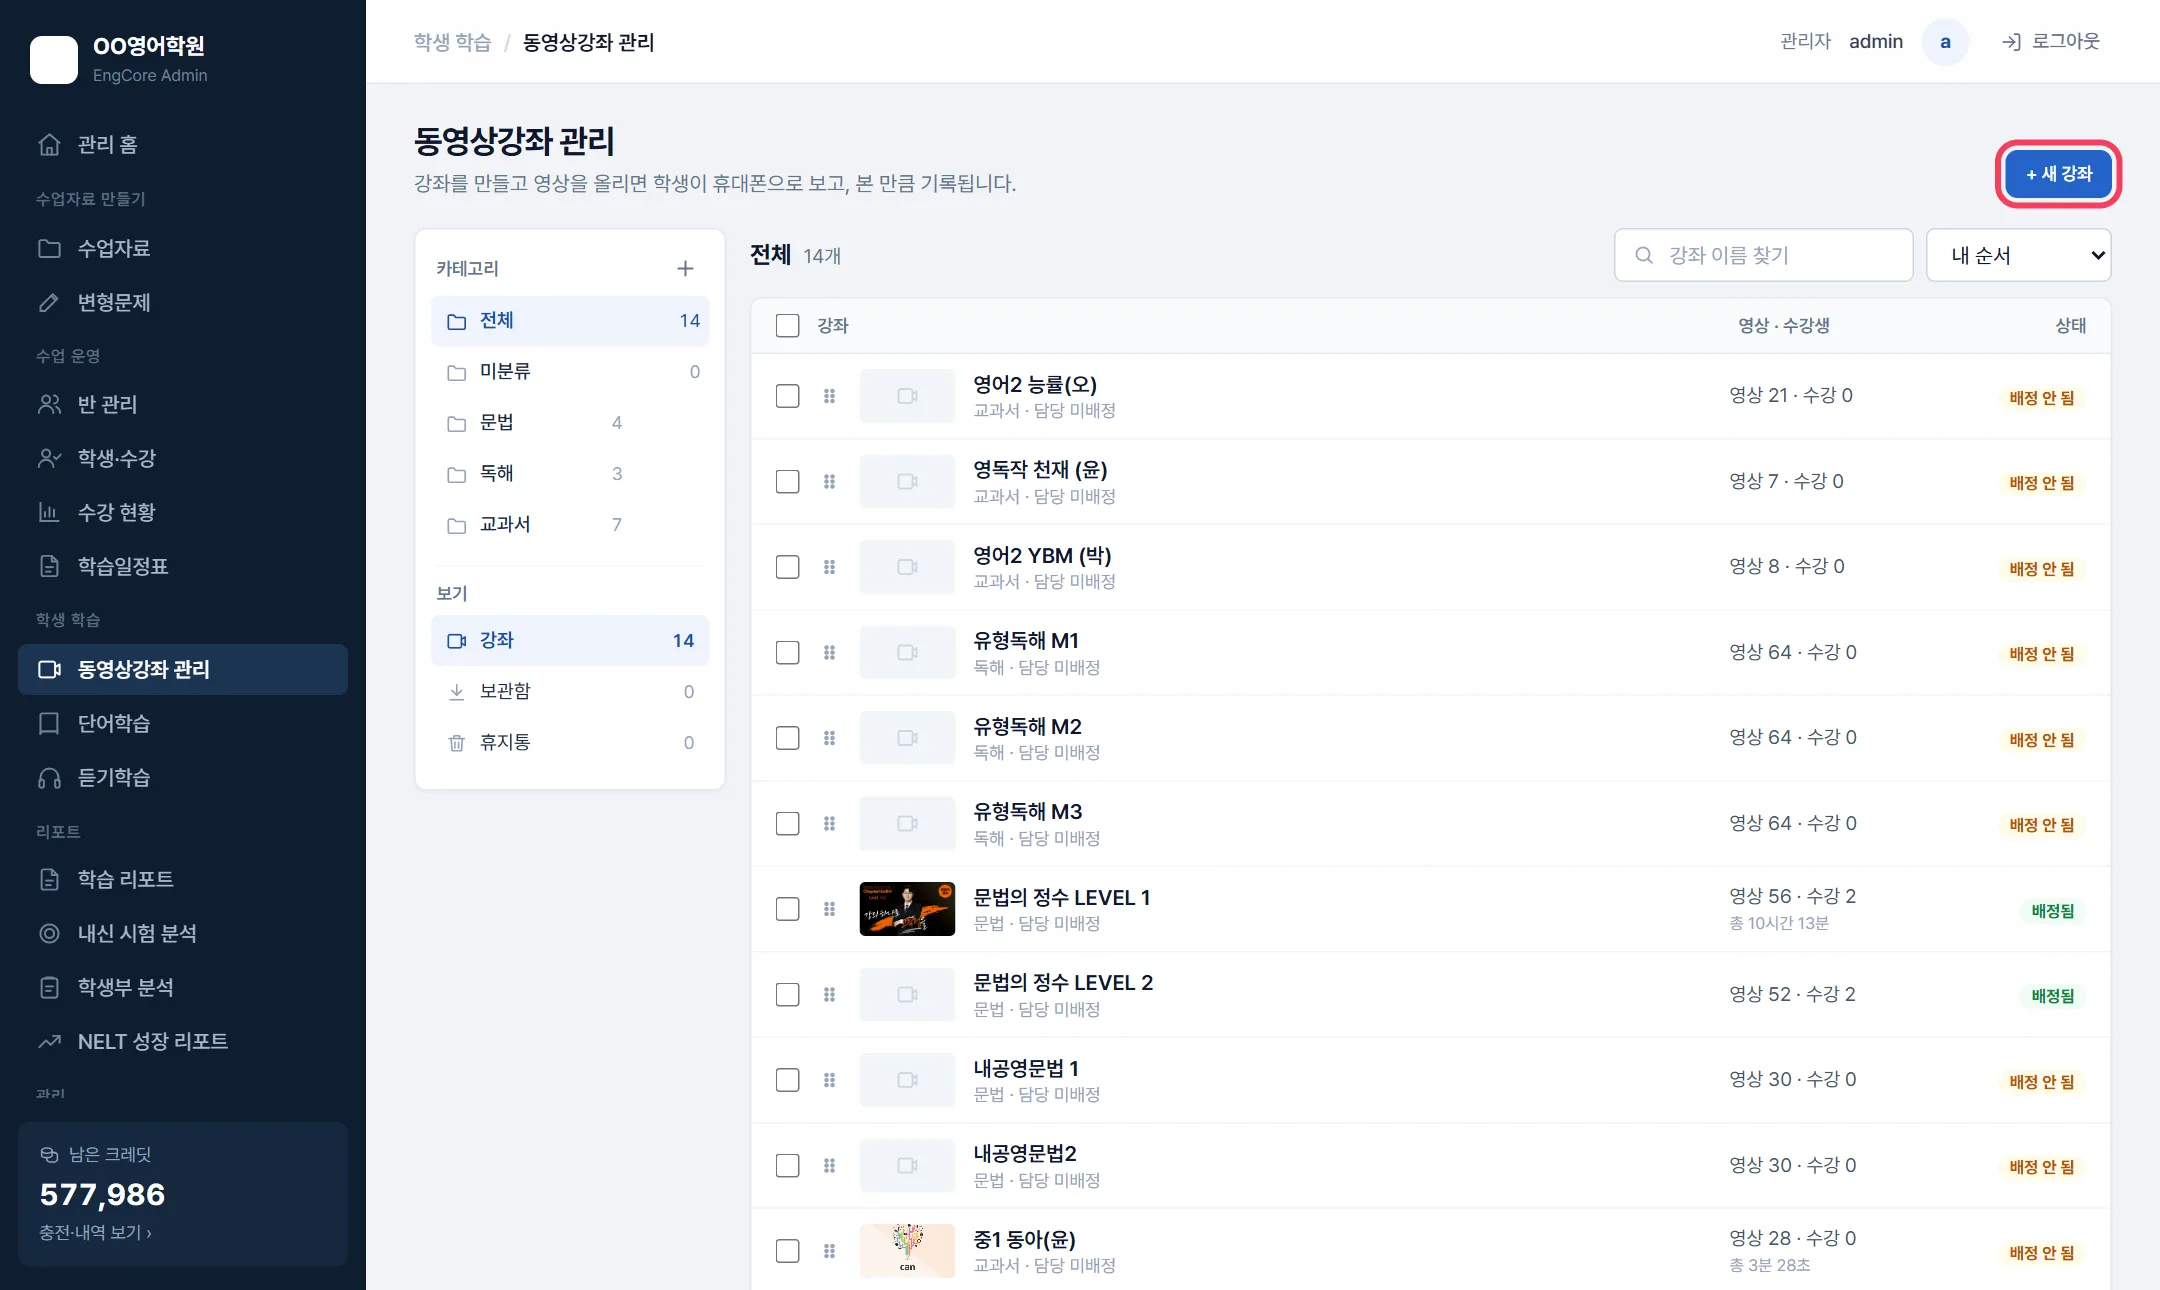 OO영어학원
EngCore Admin
관리 홈
수업자료 만들기
수업자료
변형문제
수업 운영
반 관리
학생·수강
수강 현황
학습일정표
학생 학습
동영상강좌 관리
단어학습
듣기학습
리포트
학습 리포트
내신 시험 분석
학생부 분석
NELT 성장 리포트
관리
남은 크레딧
577,986
충전·내역 보기 ›
학생 학습 / 동영상강좌 관리
관리자 admin a 로그아웃
동영상강좌 관리
강좌를 만들고 영상을 올리면 학생이 휴대폰으로 보고, 본 만큼 기록됩니다.
+ 새 강좌
카테고리 +
전체 14
미분류 0
문법 4
독해 3
교과서 7
보기
강좌 14
보관함 0
휴지통 0
전체 14개
강좌 이름 찾기
내 순서
강좌 영상 · 수강생 상태
영어2 능률(오)
교과서 · 담당 미배정
영상 21 · 수강 0
배정 안 됨
영독작 천재 (윤)
교과서 · 담당 미배정
영상 7 · 수강 0
배정 안 됨
영어2 YBM (박)
교과서 · 담당 미배정
영상 8 · 수강 0
배정 안 됨
유형독해 M1
독해 · 담당 미배정
영상 64 · 수강 0
배정 안 됨
유형독해 M2
독해 · 담당 미배정
영상 64 · 수강 0
배정 안 됨
유형독해 M3
독해 · 담당 미배정
영상 64 · 수강 0
배정 안 됨
문법의 정수 LEVEL 1
문법 · 담당 미배정
영상 56 · 수강 2
총 10시간 13분
배정됨
문법의 정수 LEVEL 2
문법 · 담당 미배정
영상 52 · 수강 2
배정됨
내공영문법 1
문법 · 담당 미배정
영상 30 · 수강 0
배정 안 됨
내공영문법2
문법 · 담당 미배정
영상 30 · 수강 0
배정 안 됨
can
중1 동아(윤)
교과서 · 담당 미배정
영상 28 · 수강 0
총 3분 28초
배정 안 됨